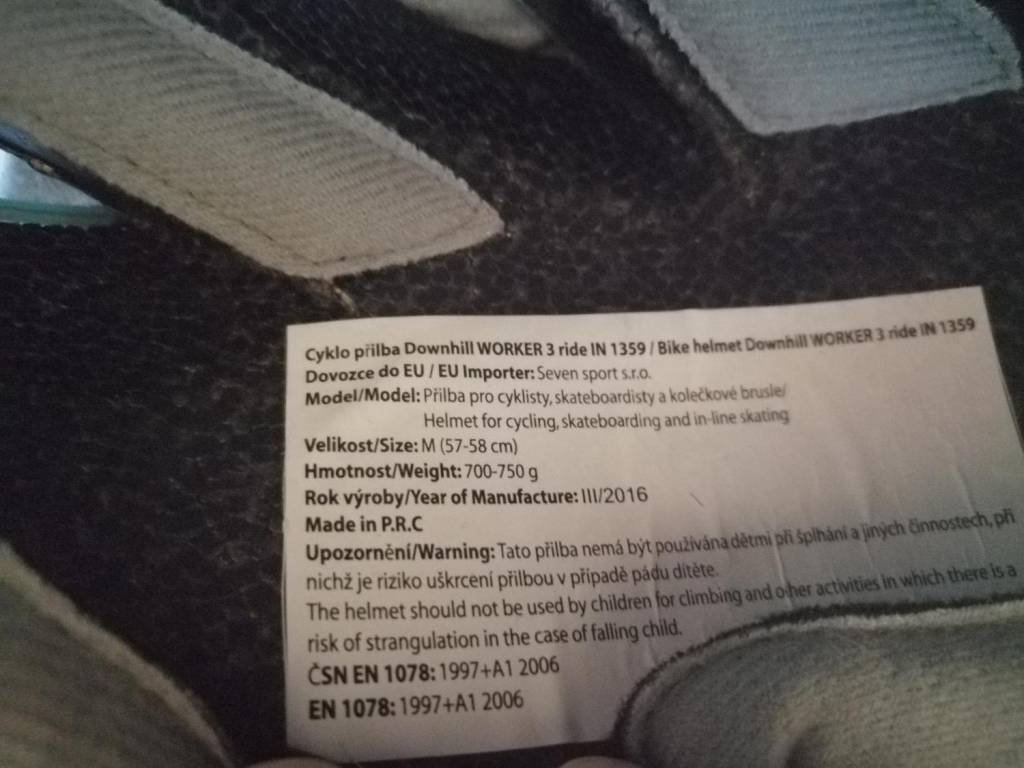 Cyklo přilba Downhill WORKER 3 ride IN 1359 / Bike helmet Downhill WORKER 3 ride IN 1359
Dovozce do EU / EU Importer: Seven sport s.r.o.
Model/Model: Přilba pro cyklisty, skateboardisty a kolečkové brusle/
Helmet for cycling, skateboarding and in-line skating
Velikost/Size: M (57-58 cm)
Hmotnost/Weight: 700-750 g
Rok výroby/Year of Manufacture: III/2016
Made in P.R.C
Upozornění/Warning: Tato přilba nemá být používána dětmi při šplhání a jiných činnostech, při
nichž je riziko uškrcení přilbou v případě pádu dítěte.
The helmet should not be used by children for climbing and other activities in which there is a
risk of strangulation in the case of falling child.
ČSN EN 1078: 1997+A1 2006
EN 1078: 1997+A1 2006